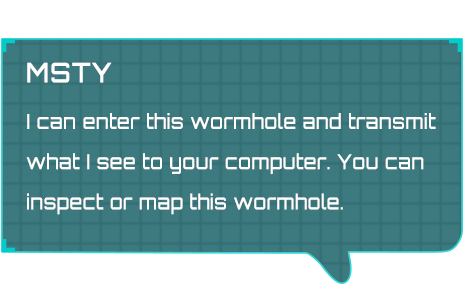 MSTY
I can enter this wormhole and transmit
what I see to your computer. You can
inspect or map this wormhole.